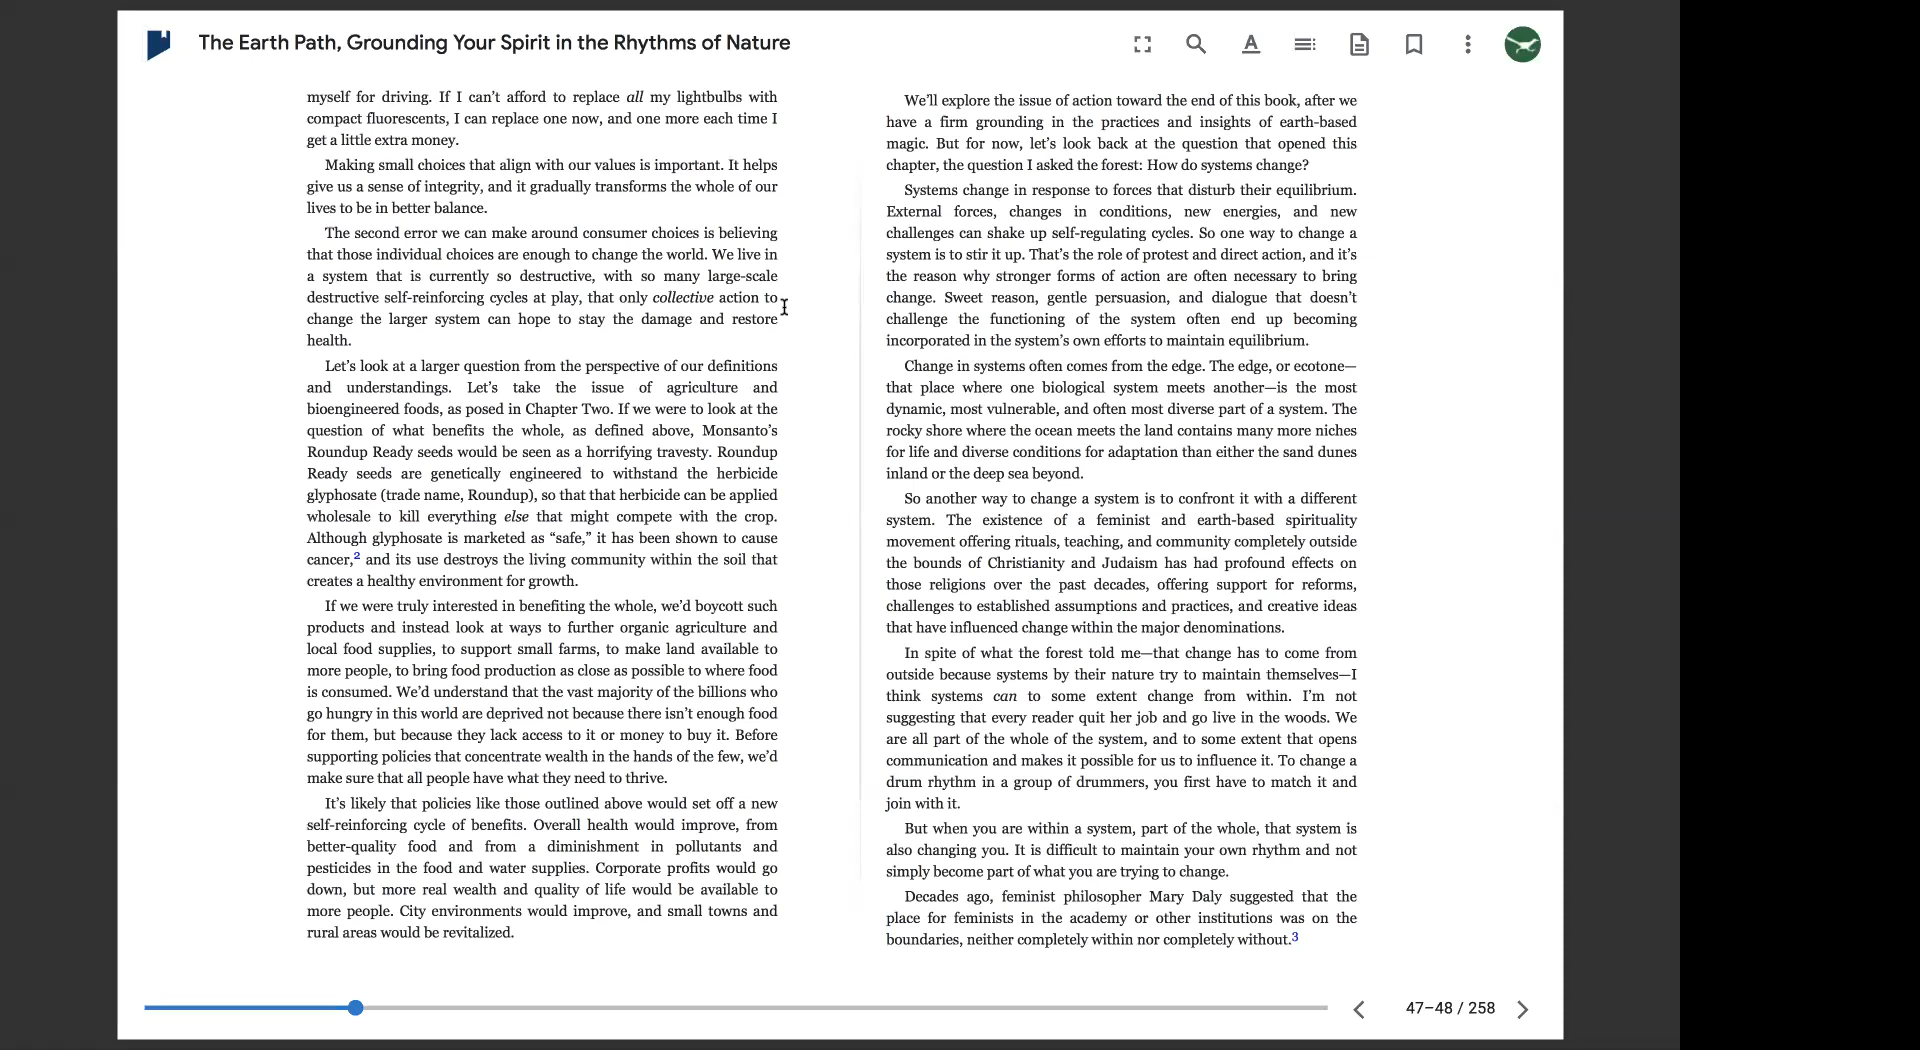 The Earth Path, Grounding Your Spirit in the Rhythms of Nature
myself for driving. If I can't afford to replace all my lightbulbs with
compact fluorescents, I can replace one now, and one more each time I
get a little extra money.
Making small choices that align with our values is important. It helps
give us a sense of integrity, and it gradually transforms the whole of our
lives to be in better balance.
The second error we can make around consumer choices is believing
that those individual choices are enough to change the world. We live in
a system that is currently so destructive, with so many large-scale
destructive self-reinforcing cycles at play, that only collective action to
change the larger system can hope to stay the damage and restore
health.
Let's look at a larger question from the perspective of our definitions
and understandings. Let's take the issue of agriculture and
bioengineered foods, as posed in Chapter Two. If we were to look at the
question of what benefits the whole, as defined above, Monsanto's
Roundup Ready seeds would be seen as a horrifying travesty. Roundup
Ready seeds are genetically engineered to withstand the herbicide
glyphosate (trade name, Roundup), so that that herbicide can be applied
wholesale to kill everything else that might compete with the crop.
Although glyphosate is marketed as “safe,” it has been shown to cause
cancer,2 and its use destroys the living community within the soil that
creates a healthy environment for growth.
If we were truly interested in benefiting the whole, we'd boycott such
products and instead look at ways to further organic agriculture and
local food supplies, to support small farms, to make land available to
more people, to bring food production as close as possible to where food
is consumed. We'd understand that the vast majority of the billions who
go hungry in this world are deprived not because there isn't enough food
for them, but because they lack access to it or money to buy it. Before
supporting policies that concentrate wealth in the hands of the few, we'd
make sure that all people have what they need to thrive.
It's likely that policies like those outlined above would set off a new
self-reinforcing cycle of benefits. Overall health would improve, from
better-quality food and from a diminishment in pollutants and
pesticides in the food and water supplies. Corporate profits would go
down, but more real wealth and quality of life would be available to
more people. City environments would improve, and small towns and
rural areas would be revitalized.
We'll explore the issue of action toward the end of this book, after we
have a firm grounding in the practices and insights of earth-based
magic. But for now, let's look back at the question that opened this
chapter, the question I asked the forest: How do systems change?
Systems change in response to forces that disturb their equilibrium.
External forces, changes in conditions, new energies, and new
challenges can shake up self-regulating cycles. So one way to change a
system is to stir it up. That's the role of protest and direct action, and it's
the reason why stronger forms of action are often necessary to bring
change. Sweet reason, gentle persuasion, and dialogue that doesn't
challenge the functioning of the system often end up becoming
incorporated in the system's own efforts to maintain equilibrium.
Change in systems often comes from the edge. The edge, or ecotone—
that place where one biological system meets another—is the most
dynamic, most vulnerable, and often most diverse part of a system. The
rocky shore where the ocean meets the land contains many more niches
for life and diverse conditions for adaptation than either the sand dunes
inland or the deep sea beyond.
So another way to change a system is to confront it with a different
system. The existence of a feminist and earth-based spirituality
movement offering rituals, teaching, and community completely outside
the bounds of Christianity and Judaism has had profound effects on
those religions over the past decades, offering support for reforms,
challenges to established assumptions and practices, and creative ideas
that have influenced change within the major denominations.
In spite of what the forest told me—that change has to come from
outside because systems by their nature try to maintain themselves—I
think systems can to some extent change from within. I'm not
suggesting that every reader quit her job and go live in the woods. We
are all part of the whole of the system, and to some extent that opens
communication and makes it possible for us to influence it. To change a
drum rhythm in a group of drummers, you first have to match it and
join with it.
But when you are within a system, part of the whole, that system is
also changing you. It is difficult to maintain your own rhythm and not
simply become part of what you are trying to change.
Decades ago, feminist philosopher Mary Daly suggested that the
place for feminists in the academy or other institutions was on the
boundaries, neither completely within nor completely without.3
47–48 / 258